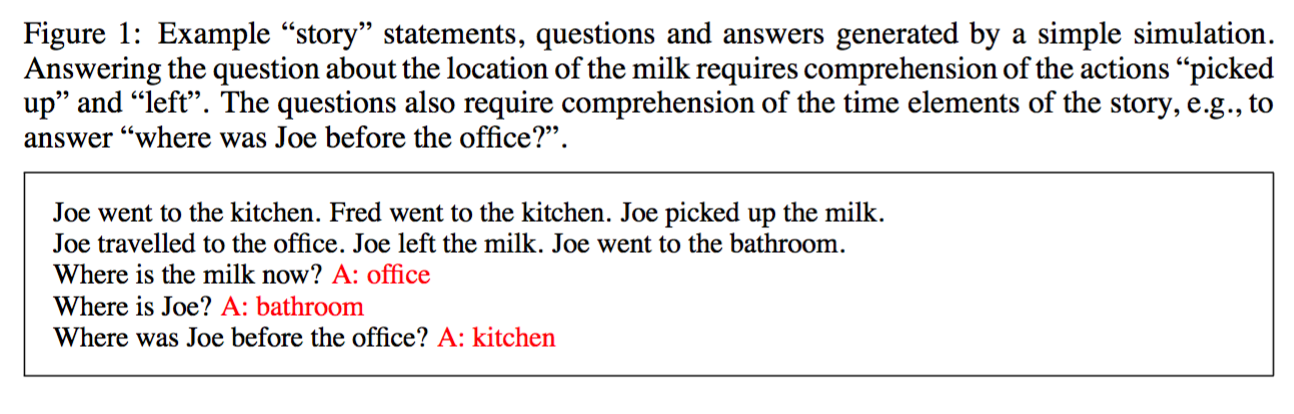 Figure 1: Example “story” statements, questions and answers generated by a simple simulation.
Answering the question about the location of the milk requires comprehension of the actions “picked
up” and “left”. The questions also require comprehension of the time elements of the story, e.g., to
answer “where was Joe before the office?”.
Joe went to the kitchen. Fred went to the kitchen. Joe picked up the milk.
Joe travelled to the office. Joe left the milk. Joe went to the bathroom.
Where is the milk now? A: office
Where is Joe? A: bathroom
Where was Joe before the office? A: kitchen